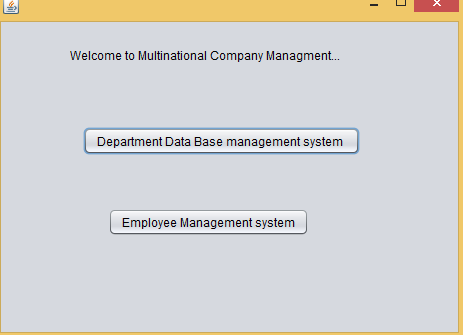 Welcome to Multinational Company Managment...
Department Data Base management system
Employee Management system